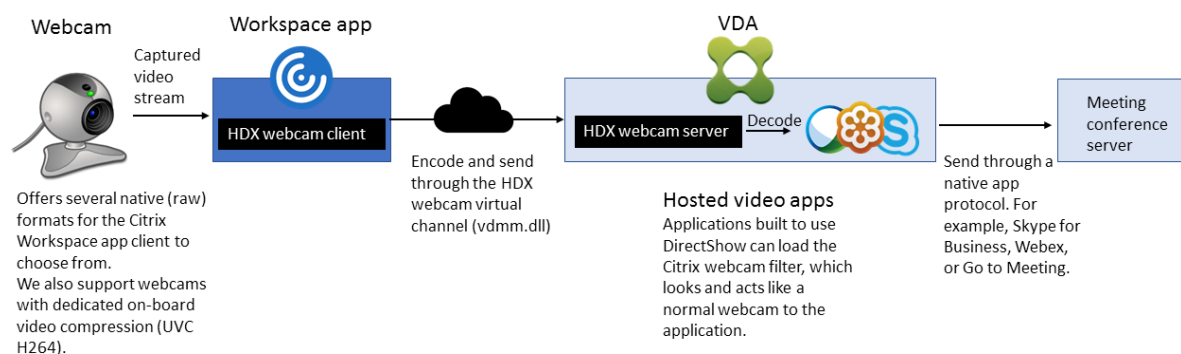 Webcam
Captured
video
stream
Offers several native (raw)
formats for the Citrix
Workspace app client to
choose from.
We also support webcams
with dedicated on-board
video compression (UVC
H264).
Workspace app
HDX webcam client
Encode and send
through the HDX
webcam virtual
channel (vdmm.dll)
VDA
HDX webcam server
Decode
S
Hosted video apps
Applications built to use
DirectShow can load the
Citrix webcam filter, which
looks and acts like a
normal webcam to the
application.
Send through a
native app
protocol. For
example, Skype for
Business, Webex,
or Go to Meeting.
Meeting
conference
server